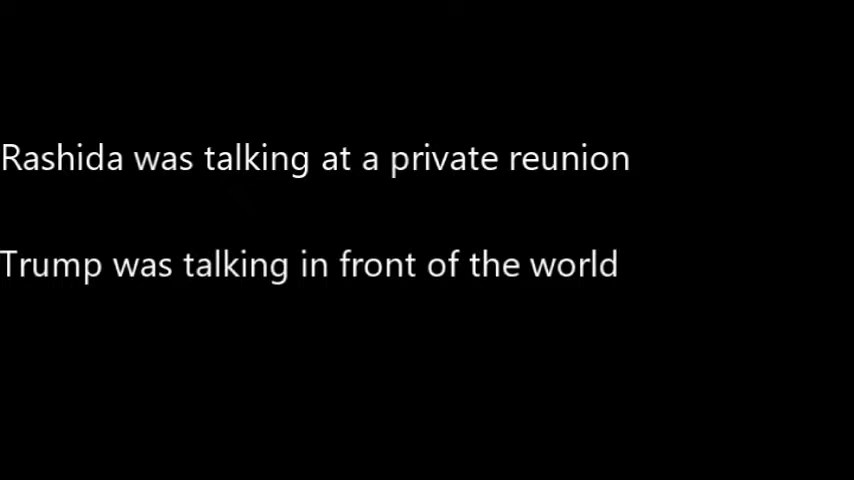 Rashida was talking at a private reunion
Trump was talking in front of the world